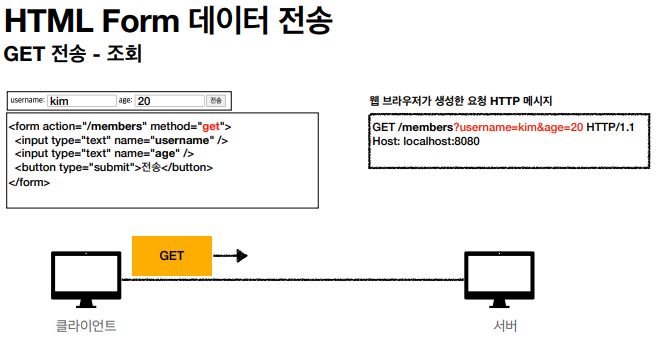 HTML Form 데이터 전송
GET 전송 - 조회
username: kim age: 20 전송
<form action="/members" method="get">
<input type="text" name="username" />
<input type="text" name="age" />
<button type="submit">전송</button>
</form>
웹 브라우저가 생성한 요청 HTTP 메시지
GET /members?username=kim&age=20 HTTP/1.1
Host: localhost:8080
GET
클라이언트
서버